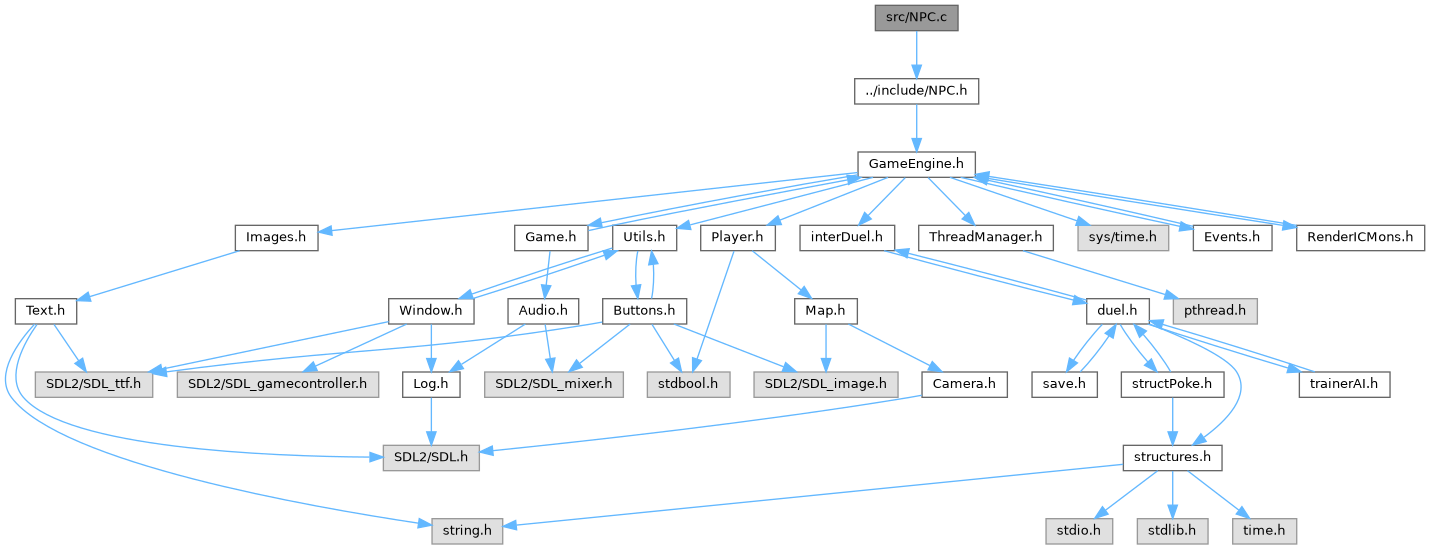 src/NPC.c
../include/NPC.h
GameEngine.h
Images.h
Game.h
Utils.h
Player.h
interDuel.h
ThreadManager.h
sys/time.h
Events.h
RenderICMons.h
Text.h
Window.h
Audio.h
Buttons.h
Map.h
duel.h
pthread.h
SDL2/SDL_ttf.h
SDL2/SDL_gamecontroller.h
Log.h
SDL2/SDL_mixer.h
stdbool.h
SDL2/SDL_image.h
Camera.h
save.h
structPoke.h
trainerAI.h
SDL2/SDL.h
structures.h
string.h
stdio.h
stdlib.h
time.h